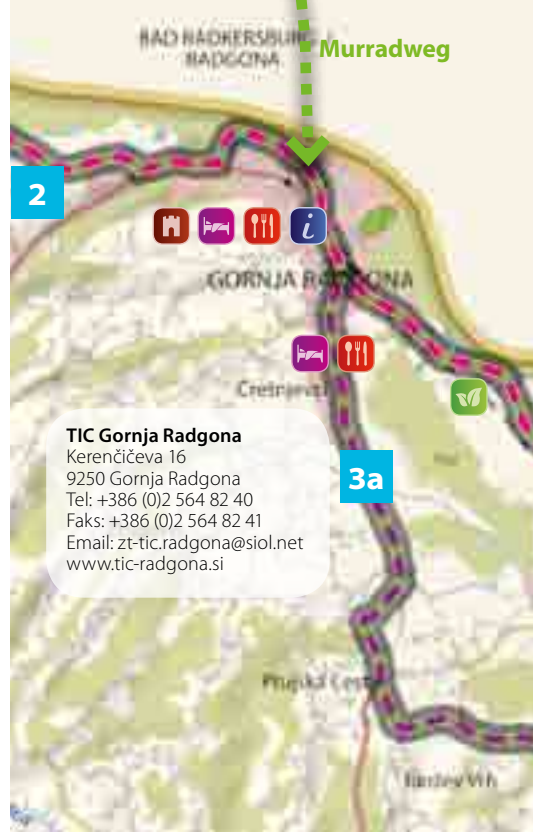 BAD RADKERSBURG
RADGONA
Murradweg
2
i
GORNJA RADGONA
TIC Gornja Radgona
Kerenčičeva 16
9250 Gornja Radgona
Tel: +386 (0)2 564 82 40
Faks: +386 (0)2 564 82 41
Email: zt-tic.radgona@siol.net
www.tic-radgona.si
3a